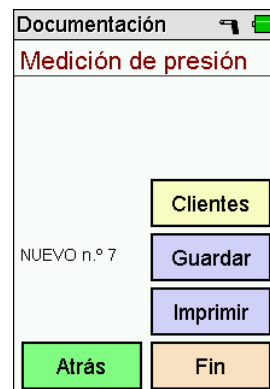 Documentación
Medición de presión
Clientes
NUEVO n.º 7
Guardar
Imprimir
Atrás
Fin